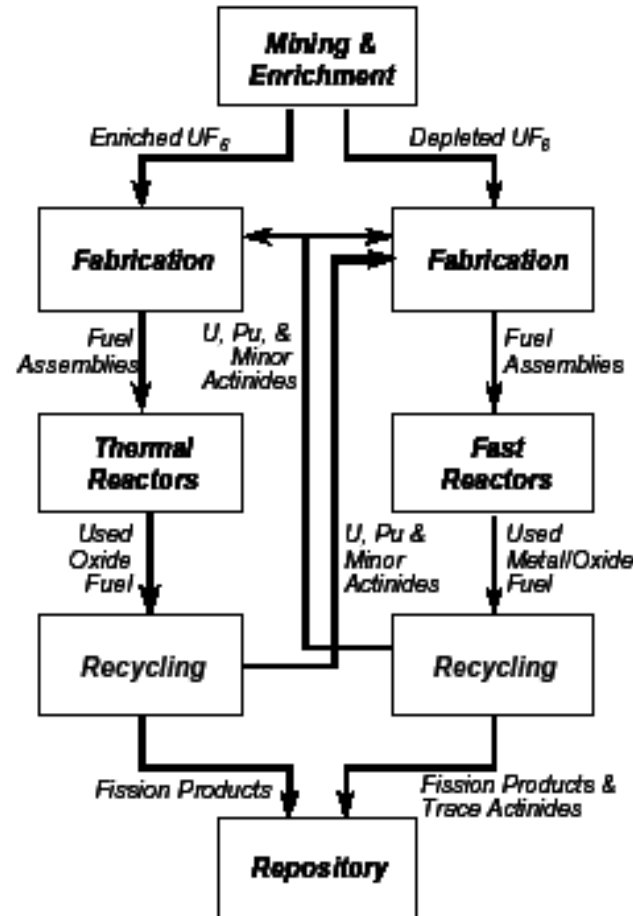 Mining &
Enrichment
Enriched UF6
Depleted UF6
Fabrication
Fabrication
Fuel
Assemblies
U, Pu, &
Minor
Actinides
Fuel
Assemblies
Thermal
Reactors
Fast
Reactors
Used
Oxide
Fuel
U, Pu &
Minor
Actinides
Used
Metal/Oxide
Fuel
Recycling
Recycling
Fission Products
Fission Products &
Trace Actinides
Repository